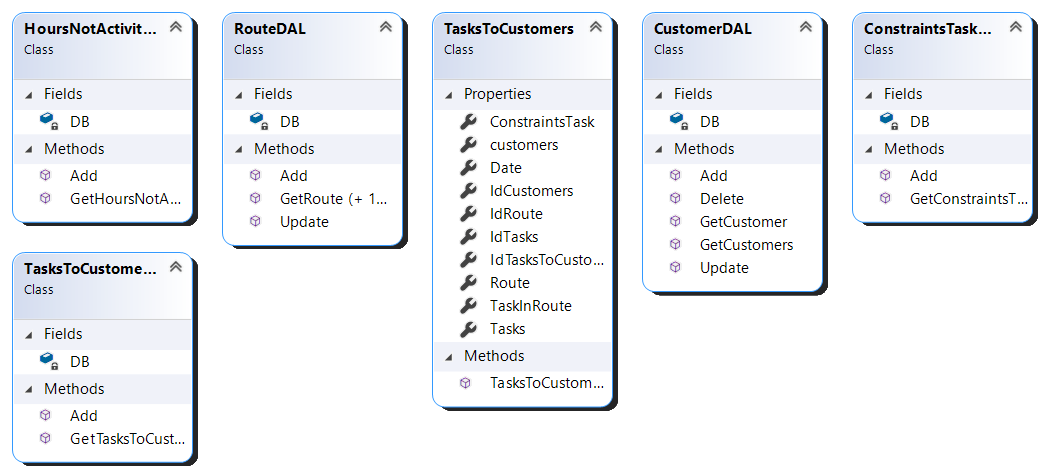 HoursNotActivit...
Class
Fields
DB
Methods
Add
GetHoursNotA...
RouteDAL
Class
Fields
DB
Methods
Add
GetRoute (+ 1...
Update
TasksToCustomers
Class
Properties
ConstraintsTask
customers
Date
IdCustomers
IdRoute
IdTasks
IdTasksToCusto...
Route
TaskInRoute
Tasks
Methods
TasksToCustom...
CustomerDAL
Class
Fields
DB
Methods
Add
Delete
GetCustomer
GetCustomers
Update
ConstraintsTask...
Class
Fields
DB
Methods
Add
GetConstraintsT...
TasksToCustome...
Class
Fields
DB
Methods
Add
GetTasksToCust...